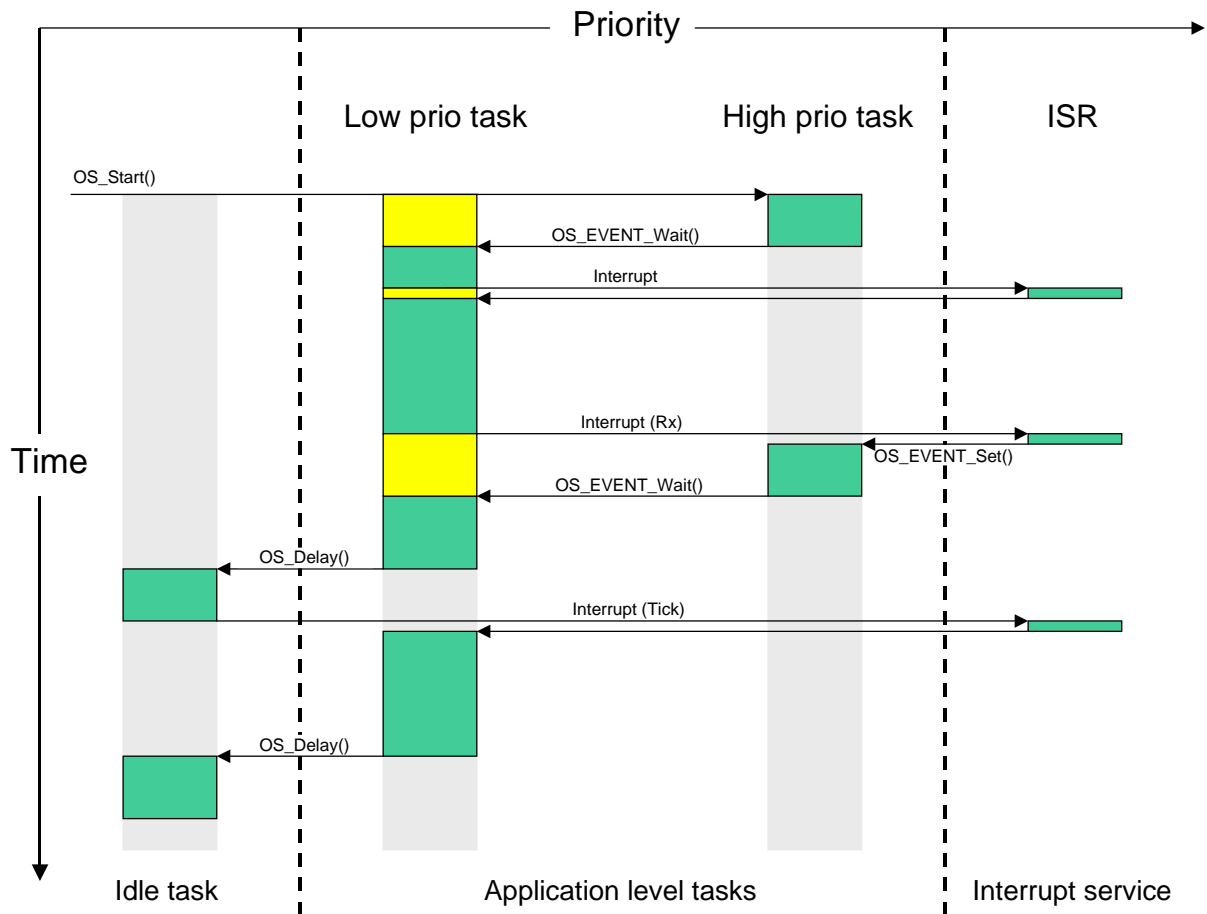 Priority
Low prio task
High prio task
ISR
OS_Start()
OS_EVENT_Wait()
Interrupt
Interrupt (Rx)
Time
OS_EVENT_Set()
OS_EVENT_Wait()
OS_Delay()
Interrupt (Tick)
OS_Delay()
Idle task
Application level tasks
Interrupt service